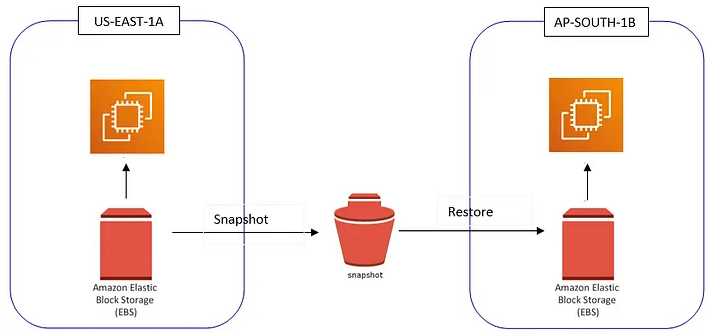 US-EAST-1A
AP-SOUTH-1B
Snapshot
Restore
snapshot
Amazon Elastic
Block Storage
(EBS)
Amazon Elastic
Block Storage
(EBS)